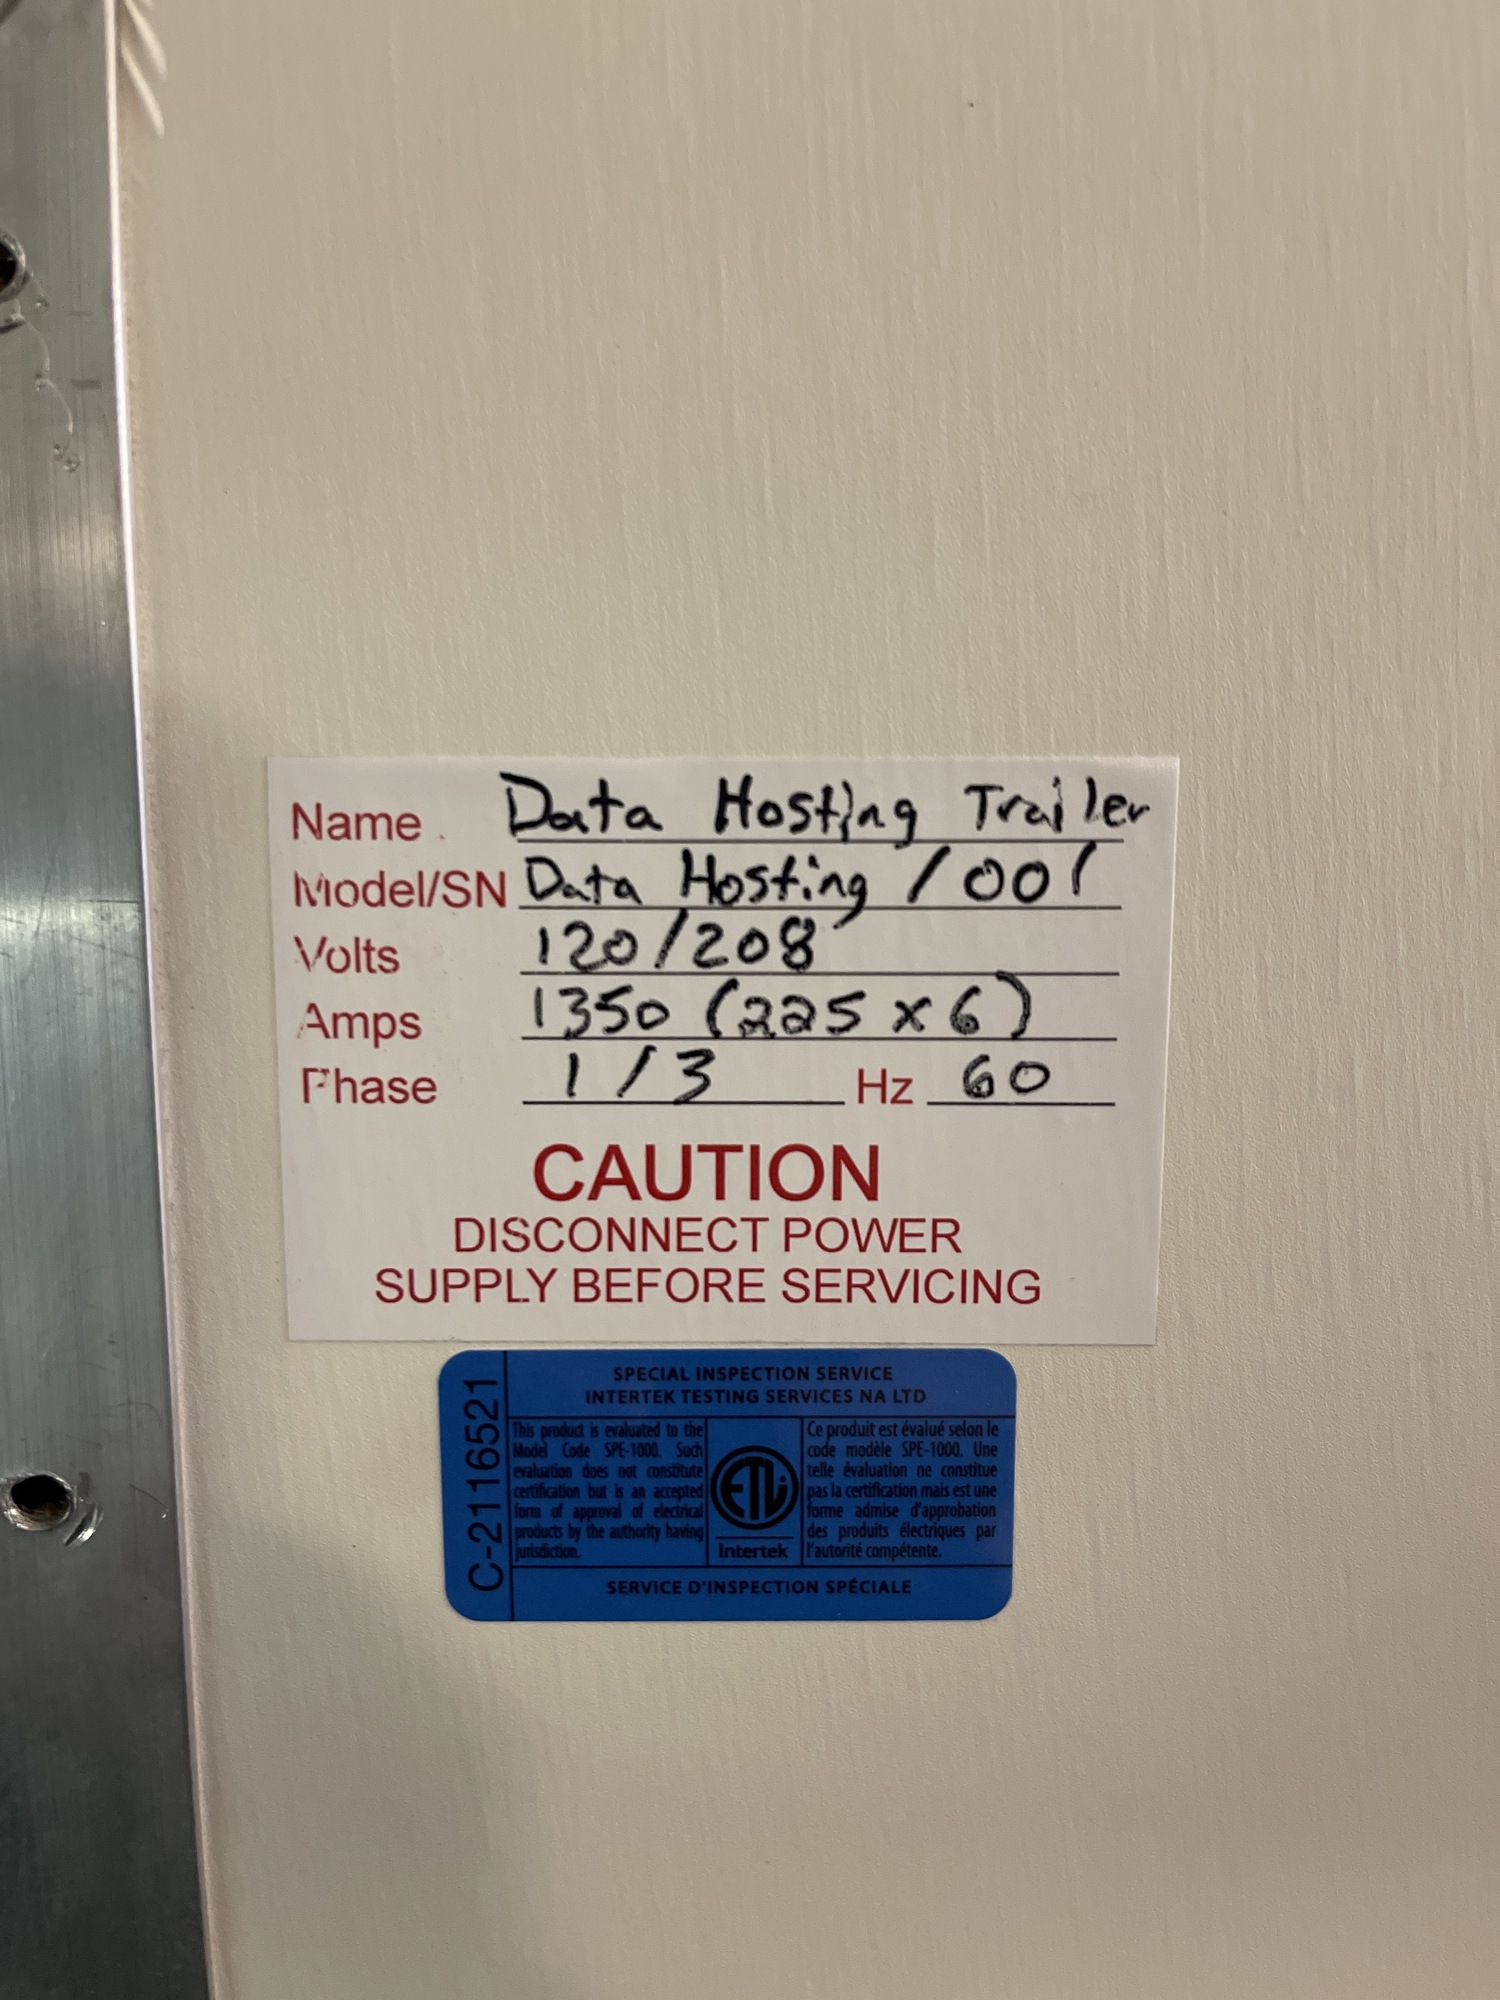 Name Data Hosting Trailer
Model/SN Data Hosting / 001
Volts 120/208
Amps 1350 (225 x 6)
Phase 1/3 Hz 60
CAUTION
DISCONNECT POWER
SUPPLY BEFORE SERVICING
C-2116521
SPECIAL INSPECTION SERVICE
INTERTEK TESTING SERVICES NA LTD
This product is evaluated to the
Model Code SPE-1000. Such
evaluation does not constitute
certification but is an accepted
form of approval of electrical
products by the authority having
jurisdiction.
ETL
Intertek
Ce produit est évalué selon le
code modèle SPE-1000. Une
telle évaluation ne constitue
pas la certification mais est une
forme admise d'approbation
des produits électriques par
l'autorité compétente.
SERVICE D'INSPECTION SPÉCIALE